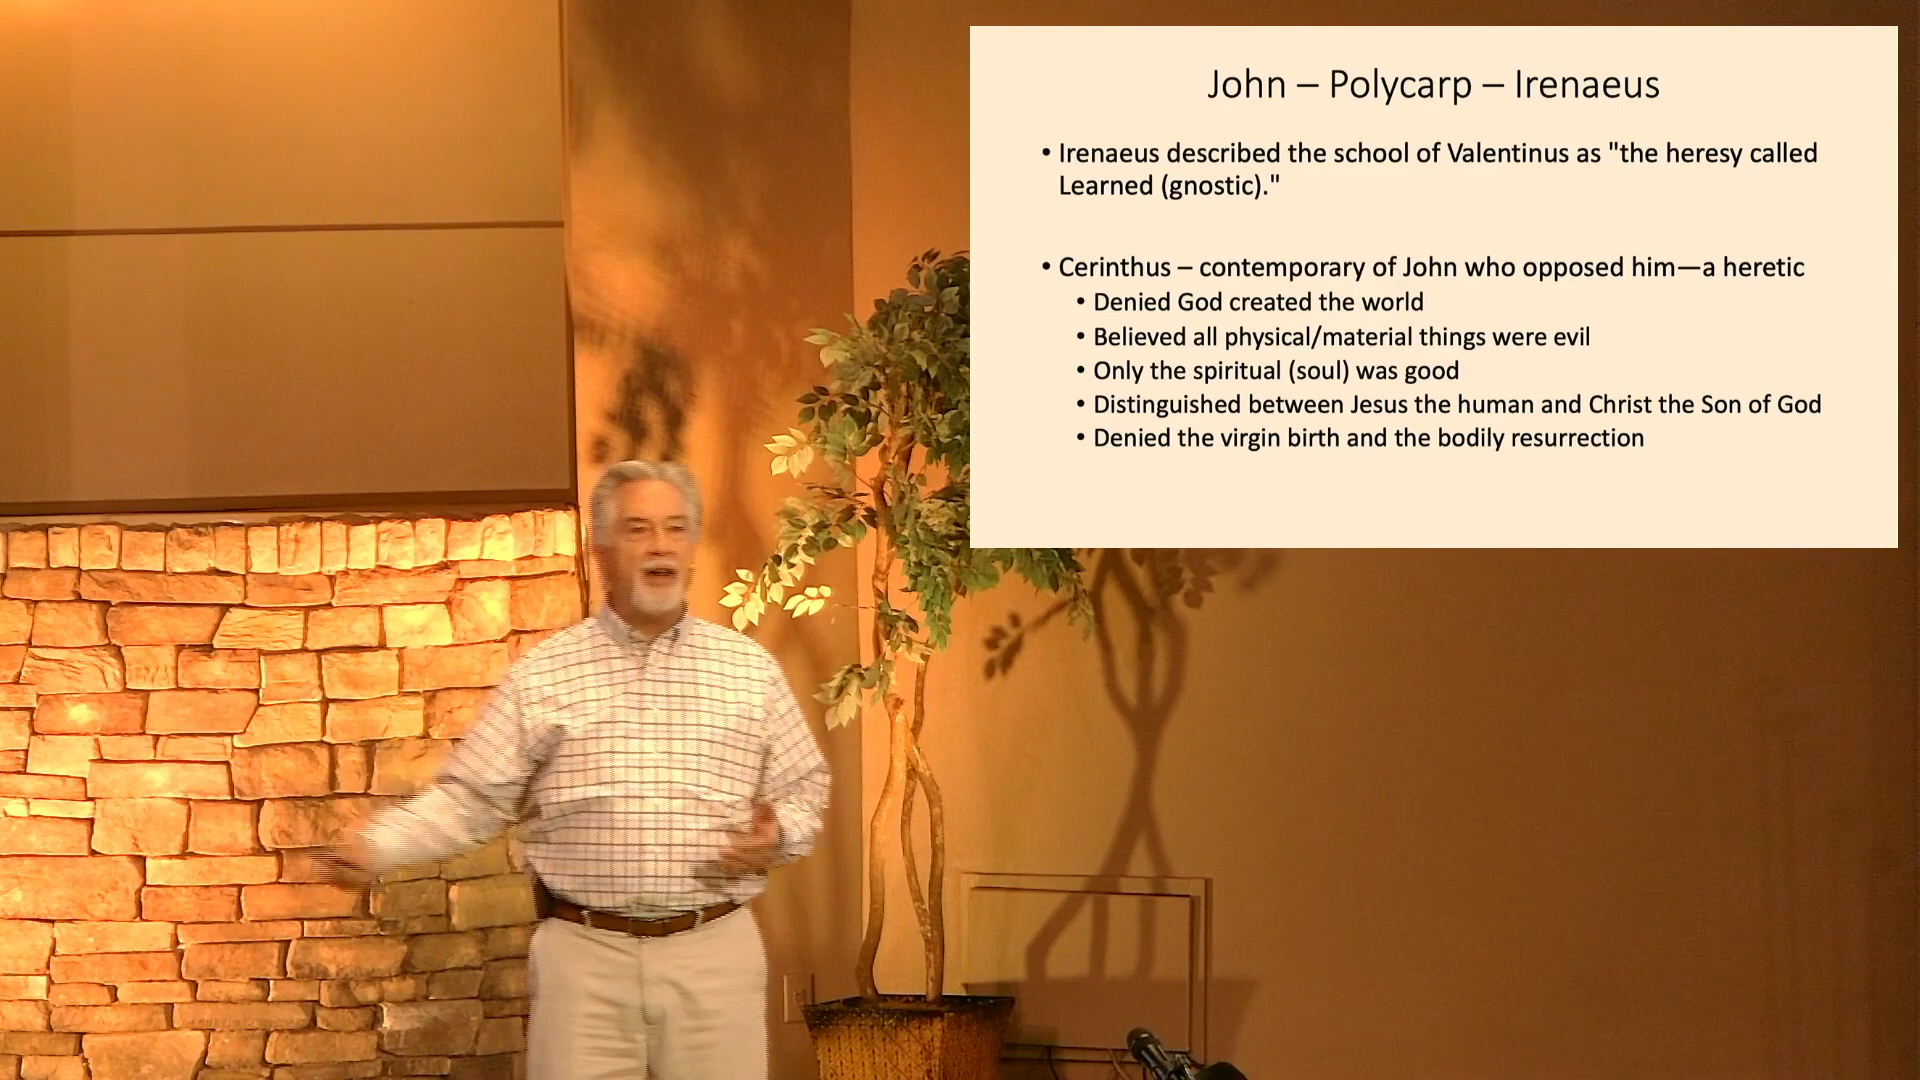 John – Polycarp – Irenaeus
• Irenaeus described the school of Valentinus as "the heresy called
Learned (gnostic)."
• Cerinthus – contemporary of John who opposed him—a heretic
• Denied God created the world
• Believed all physical/material things were evil
• Only the spiritual (soul) was good
• Distinguished between Jesus the human and Christ the Son of God
• Denied the virgin birth and the bodily resurrection